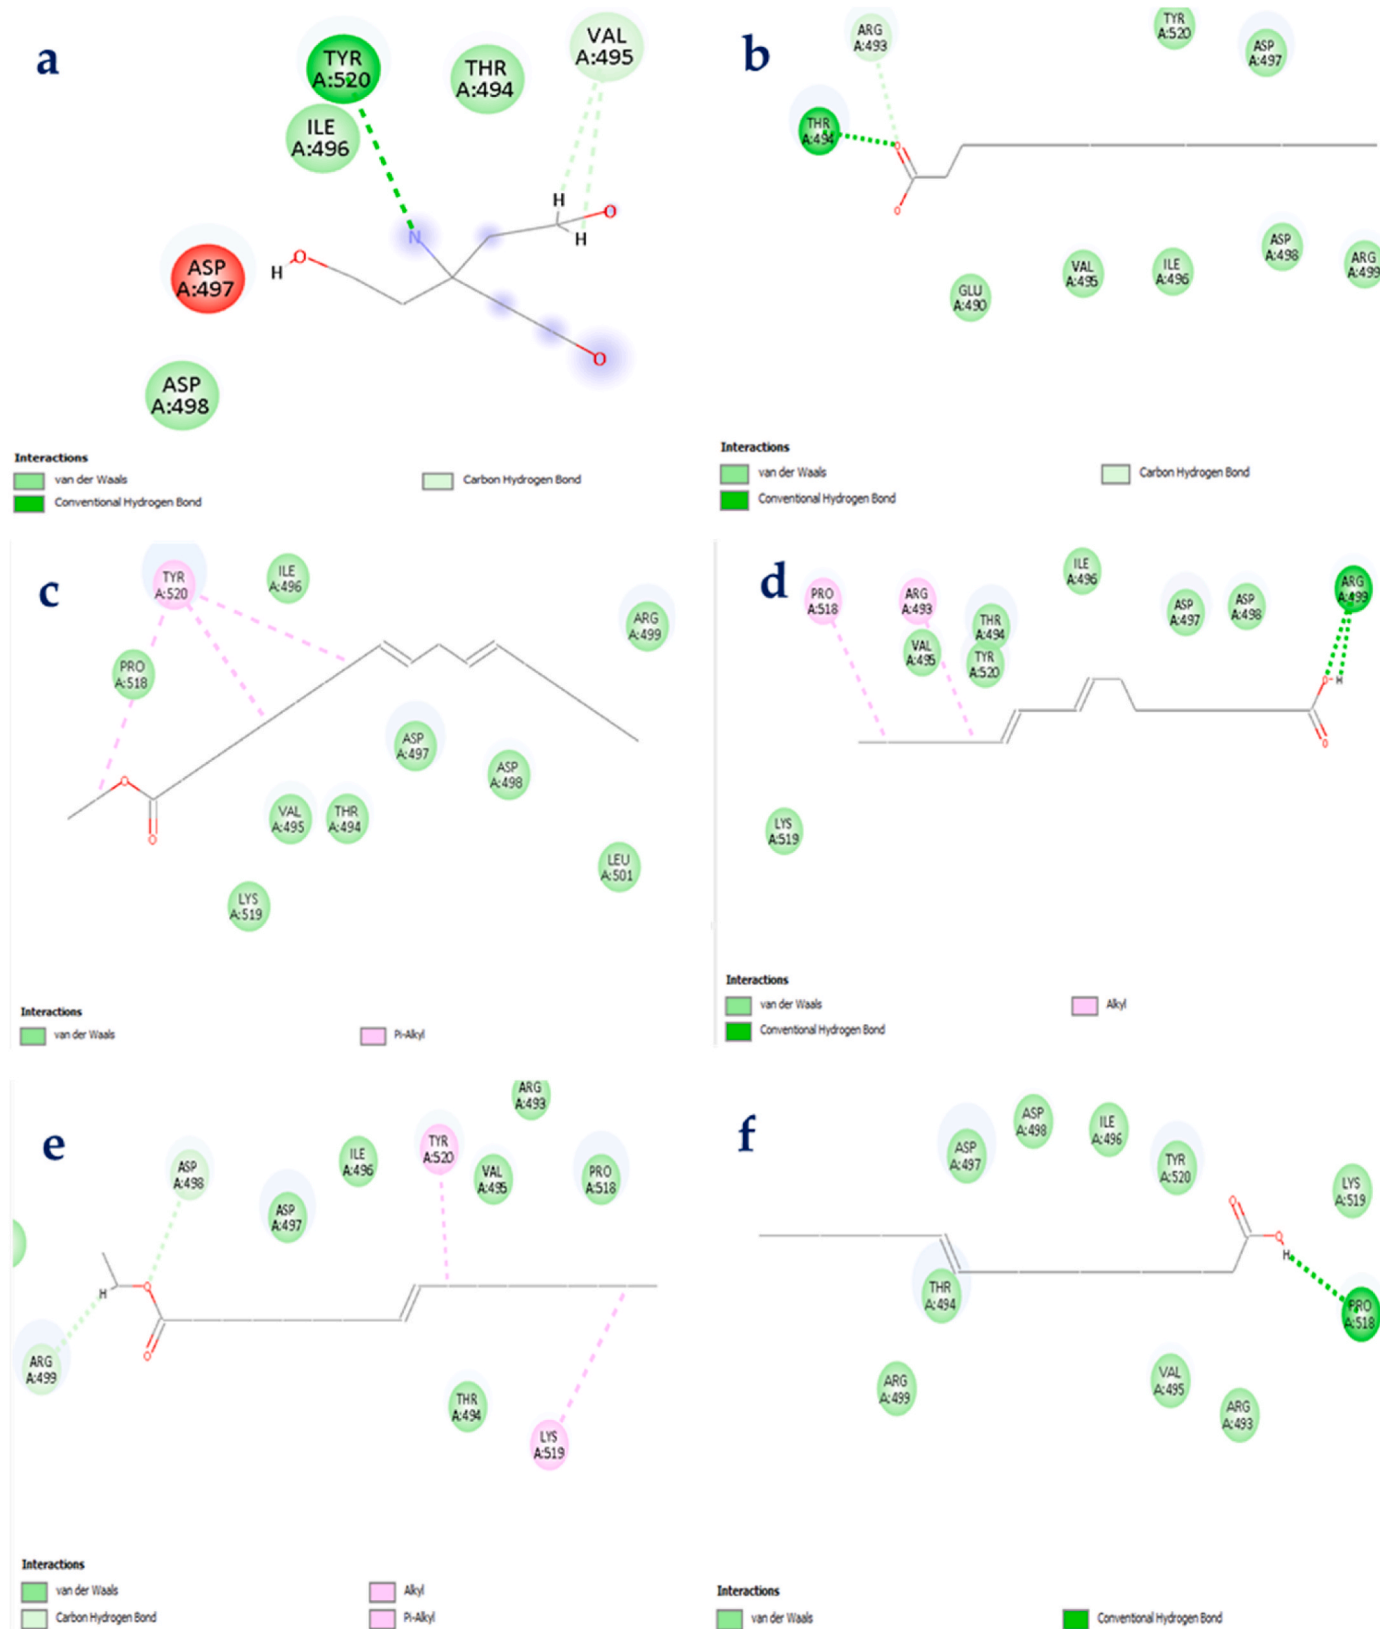 a
TYR
A:520
THR
A:494
VAL
A:495
ILE
A:496
N
H
O
H
ASP
A:497
H
O
O
ASP
A:498
Interactions
van der Waals
Carbon Hydrogen Bond
Conventional Hydrogen Bond
b
ARG
A:493
TYR
A:520
ASP
A:497
THR
A:494
O
O
GLU
A:490
VAL
A:495
ILE
A:496
ASP
A:498
ARG
A:499
Interactions
van der Waals
Carbon Hydrogen Bond
Conventional Hydrogen Bond
c
TYR
A:520
ILE
A:496
ARG
A:499
PRO
A:518
ASP
A:497
ASP
A:498
O
O
VAL
A:495
THR
A:494
LEU
A:501
LYS
A:519
Interactions
van der Waals
Pi-Alkyl
d
PRO
A:518
ARG
A:493
ILE
A:496
THR
A:494
VAL
A:495
TYR
A:520
ASP
A:497
ASP
A:498
ARG
A:499
O
H
O
LYS
A:519
Interactions
van der Waals
Alkyl
Conventional Hydrogen Bond
e
ASP
A:498
ASP
A:497
ILE
A:496
TYR
A:520
VAL
A:495
ARG
A:493
PRO
A:518
H
O
O
ARG
A:499
THR
A:494
LYS
A:519
Interactions
van der Waals
Alkyl
Carbon Hydrogen Bond
Pi-Alkyl
f
ASP
A:497
ASP
A:498
ILE
A:496
TYR
A:520
LYS
A:519
O
O
H
THR
A:494
PRO
A:518
ARG
A:499
VAL
A:495
ARG
A:493
Interactions
van der Waals
Conventional Hydrogen Bond